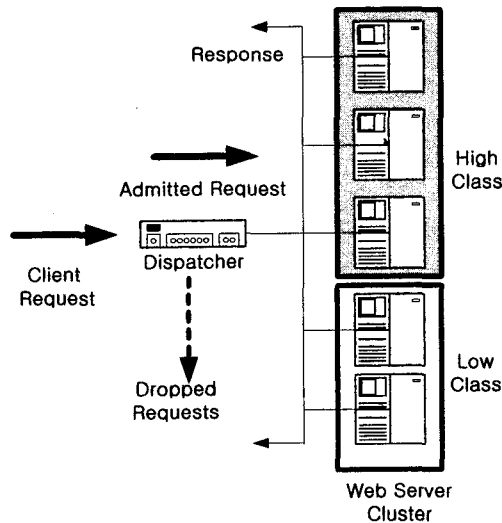 Response
High
Class
Admitted Request
Dispatcher
Client
Request
Low
Class
Dropped
Requests
Web Server
Cluster